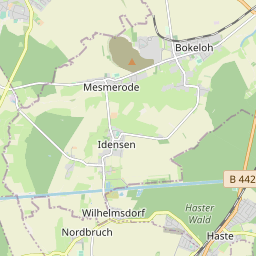 Bokeloh
Mesmerode
Idensen
B 442
Haster
Wald
Wilhelmsdorf
Nordbruch
Haste